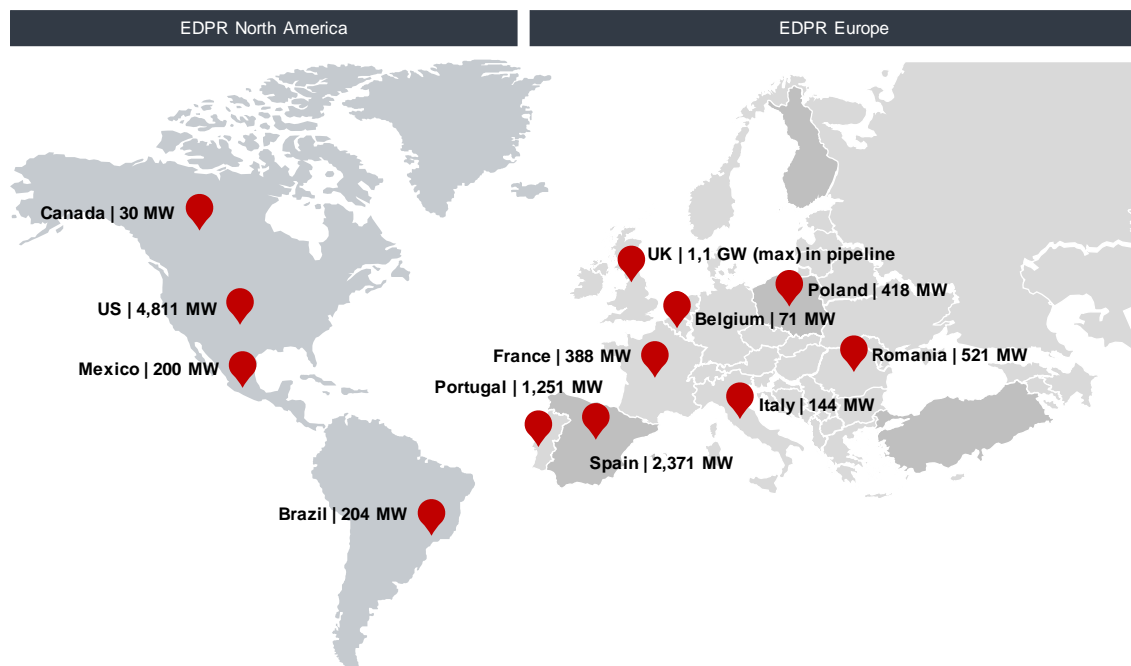 EDPR North America
EDPR Europe
Canada | 30 MW
US | 4,811 MW
Mexico | 200 MW
Brazil | 204 MW
UK | 1,1 GW (max) in pipeline
Poland | 418 MW
Belgium | 71 MW
France | 388 MW
Romania | 521 MW
Portugal | 1,251 MW
Italy | 144 MW
Spain | 2,371 MW